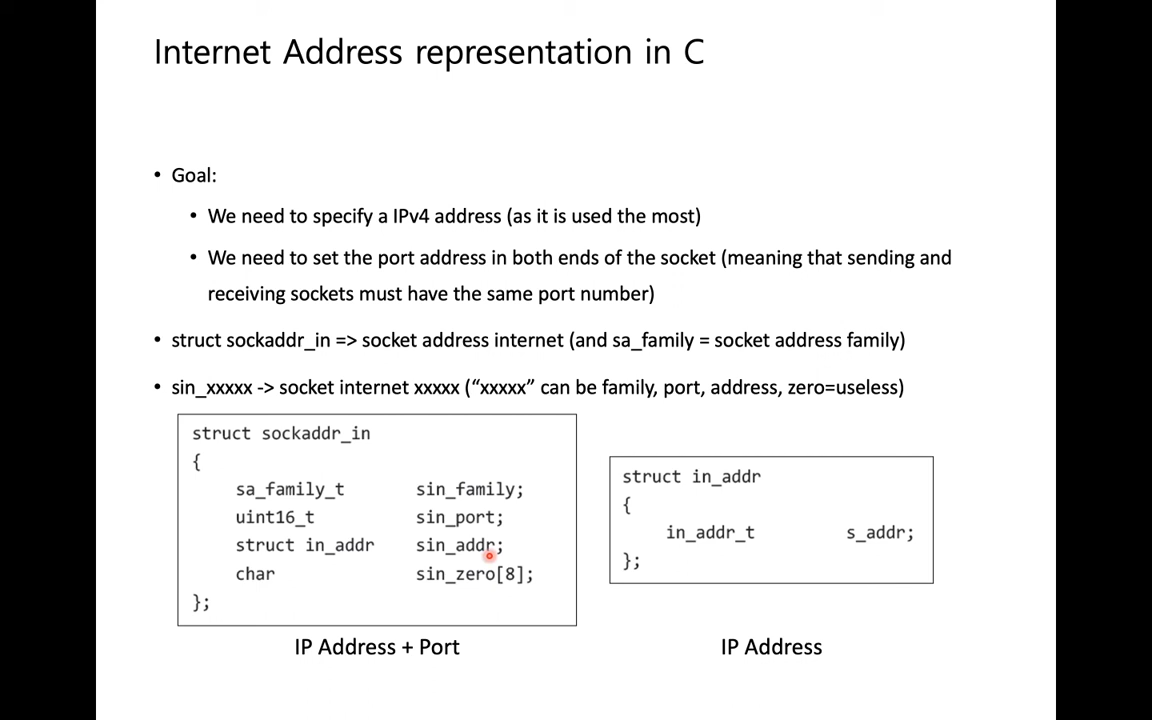 Internet Address representation in C
• Goal:
• We need to specify a IPv4 address (as it is used the most)
• We need to set the port address in both ends of the socket (meaning that sending and
receiving sockets must have the same port number)
• struct sockaddr_in => socket address internet (and sa_family = socket address family)
• sin_xxxxx -> socket internet xxxxx (“xxxxx” can be family, port, address, zero=useless)
struct sockaddr_in
{
sa_family_t sin_family;
uint16_t sin_port;
struct in_addr sin_addr;
char sin_zero[8];
};
IP Address + Port
struct in_addr
{
in_addr_t s_addr;
};
IP Address